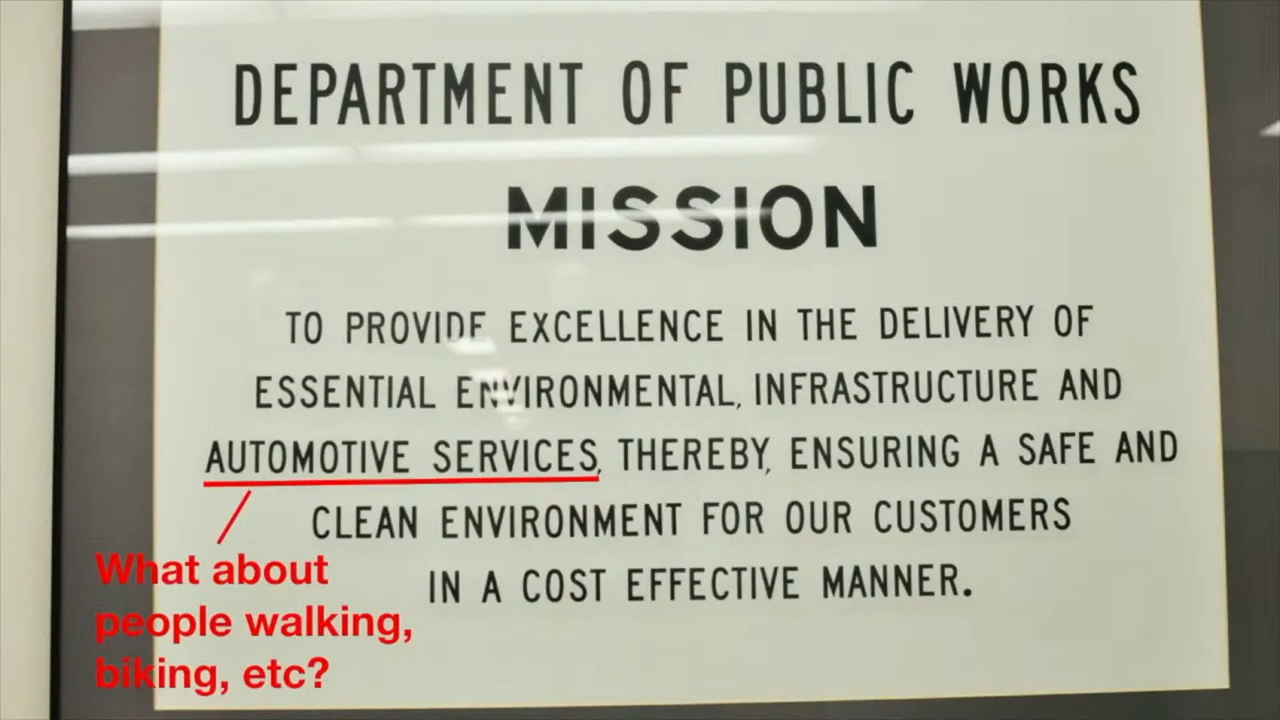 DEPARTMENT OF PUBLIC WORKS
MISSION
TO PROVIDE EXCELLENCE IN THE DELIVERY OF
ESSENTIAL ENVIRONMENTAL, INFRASTRUCTURE AND
AUTOMOTIVE SERVICES, THEREBY, ENSURING A SAFE AND
CLEAN ENVIRONMENT FOR OUR CUSTOMERS
IN A COST EFFECTIVE MANNER.
What about
people walking,
biking, etc?